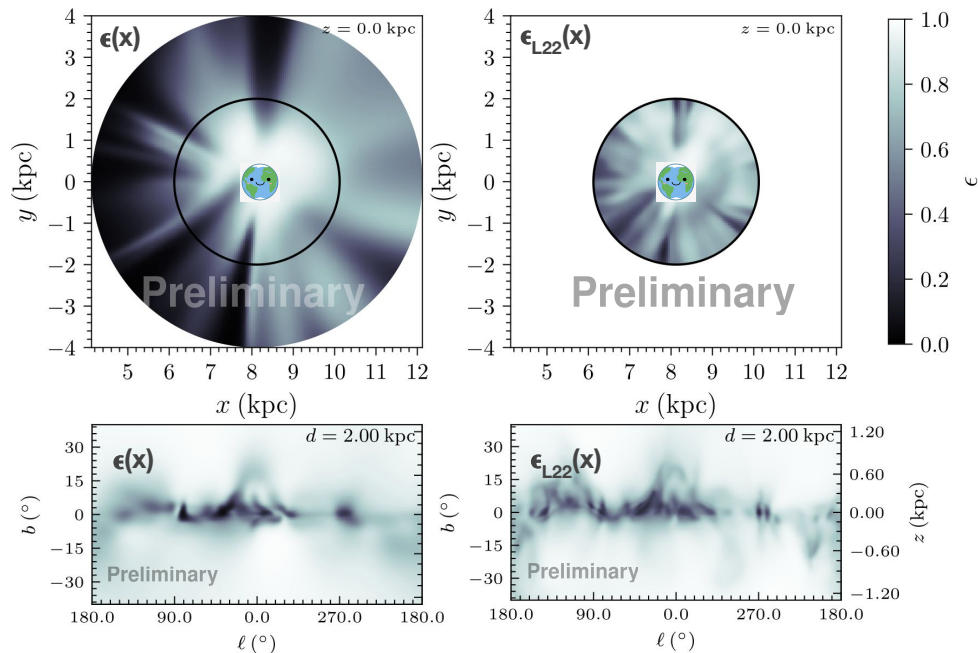 ϵ(x)
z = 0.0 kpc
4
3
2
1
0
−1
−2
−3
−4
y (kpc)
Preliminary
5 6 7 8 9 10 11 12
x (kpc)
ϵL22(x)
z = 0.0 kpc
4
3
2
1
0
−1
−2
−3
−4
y (kpc)
Preliminary
5 6 7 8 9 10 11 12
x (kpc)
1.0
0.8
0.6
0.4
0.2
0.0
ϵ
ϵ(x)
d = 2.00 kpc
30
15
0
−15
−30
b (°)
Preliminary
180.0 90.0 0.0 270.0 180.0
ℓ (°)
ϵL22(x)
d = 2.00 kpc
30
15
0
−15
−30
b (°)
Preliminary
1.20
0.60
0.00
−0.60
−1.20
z (kpc)
180.0 90.0 0.0 270.0 180.0
ℓ (°)